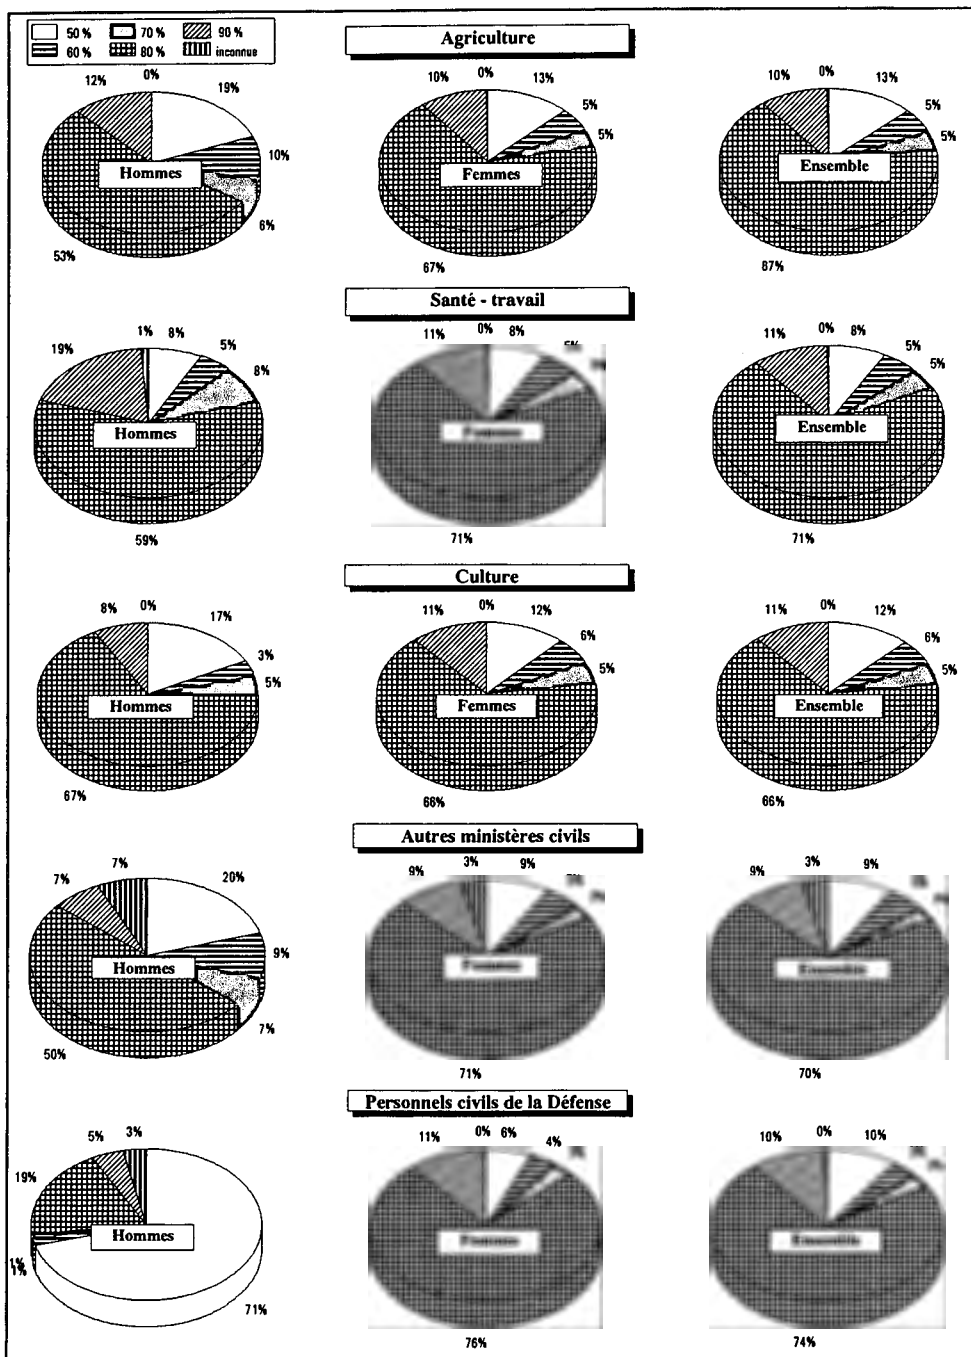 50 % 70 % 90 %
60 % 80 % inconnue
Agriculture
12% 0% 19%
10%
6%
53%
Hommes
10% 0% 13%
5%
5%
67%
Femmes
10% 0% 13%
5%
5%
87%
Ensemble
Santé - travail
19% 1% 8%
5%
8%
59%
Hommes
11% 0% 8%
71%
11% 0% 8%
5%
5%
71%
Ensemble
Culture
8% 0% 17%
3%
5%
67%
Hommes
11% 0% 12%
6%
5%
66%
Femmes
11% 0% 12%
6%
5%
66%
Ensemble
Autres ministères civils
7% 7% 20%
9%
7%
50%
Hommes
9% 3% 9%
71%
9% 3% 9%
70%
Personnels civils de la Défense
5% 3%
19%
1%
1%
71%
Hommes
11% 0% 6%
4%
76%
10% 0% 10%
74%